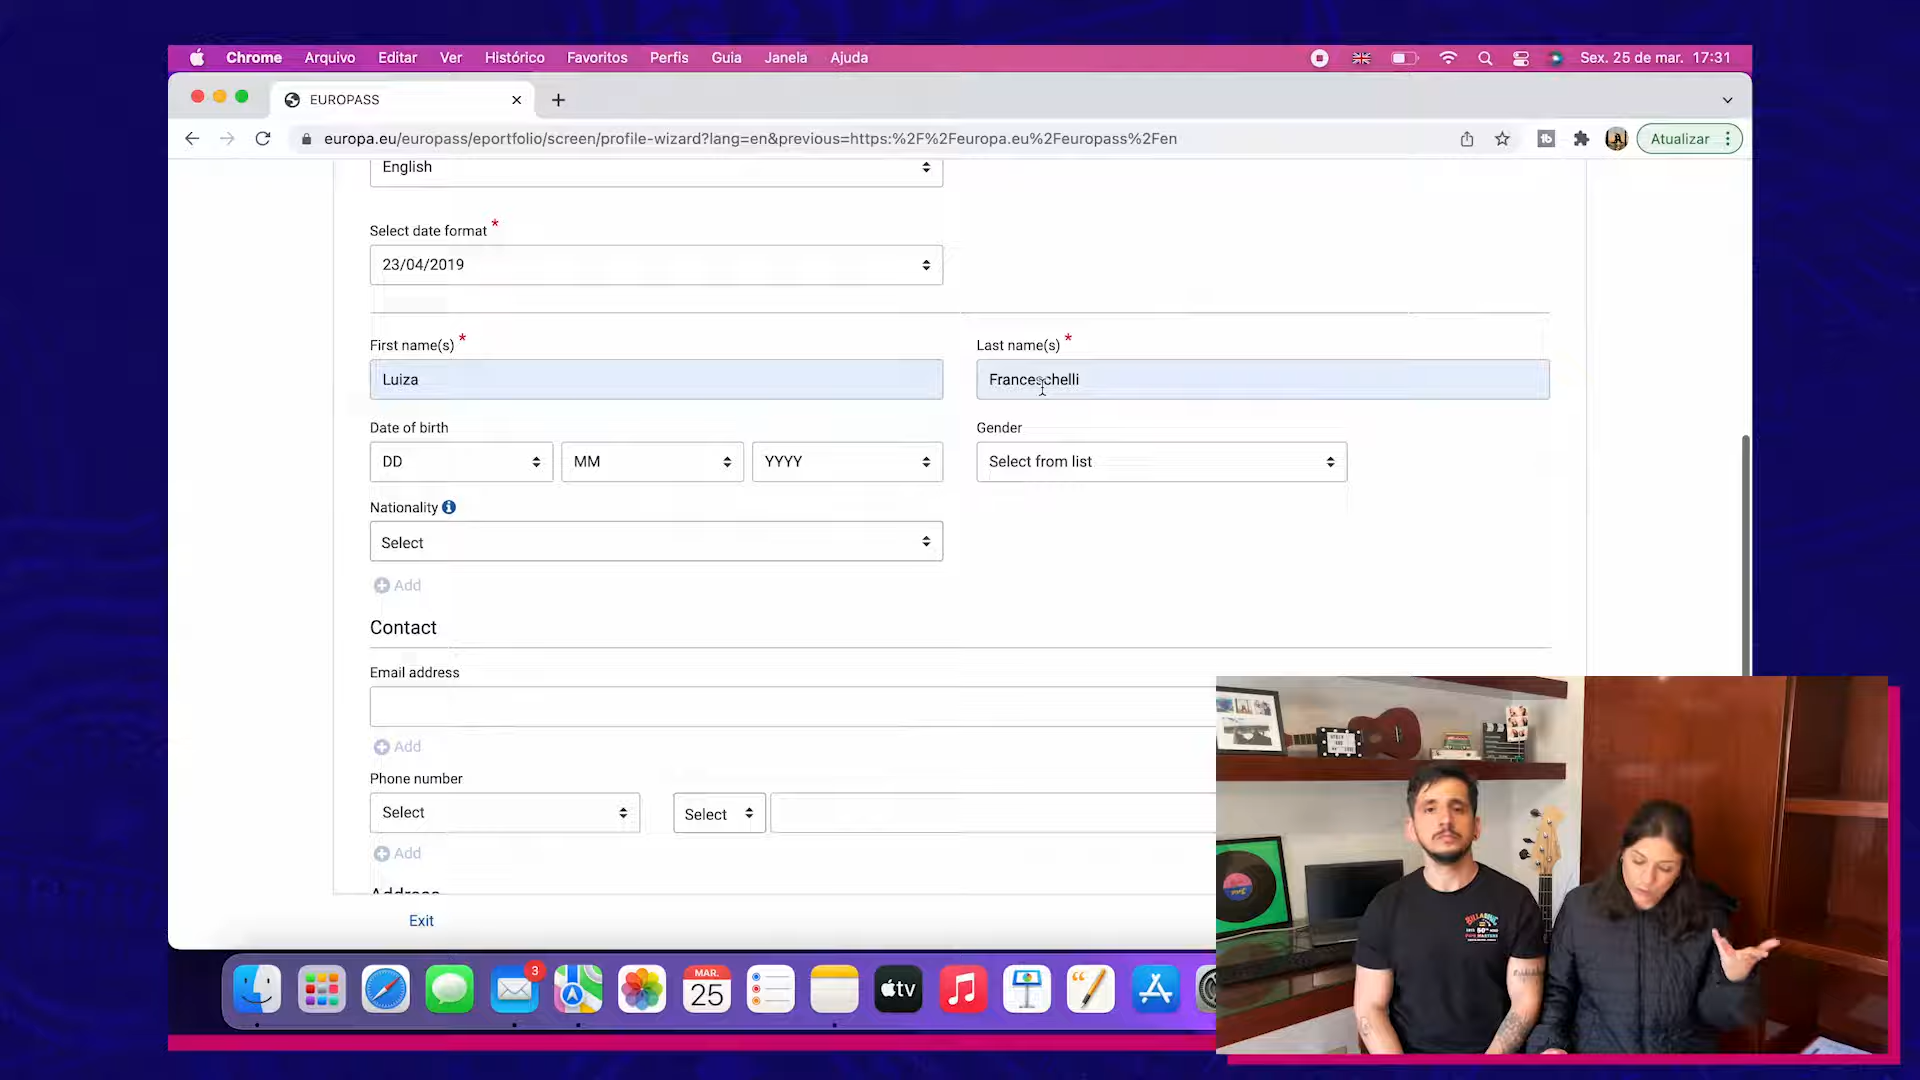 Chrome Arquivo Editar Ver Histórico Favoritos Perfis Guia Janela Ajuda Sex. 25 de mar. 17:31
EUROPASS
europa.eu/europass/eportfolio/screen/profile-wizard?lang=en&previous=https:%2F%2Feuropa.eu%2Feuropass%2Fen
Atualizar
English
Select date format *
23/04/2019
First name(s) * Last name(s) *
Luiza Franceschelli
Date of birth Gender
DD MM YYYY Select from list
Nationality
Select
Add
Contact
Email address
Add
Phone number
Select Select
Add
Address
Exit
3
MAR.
25
tv
BILLABONG